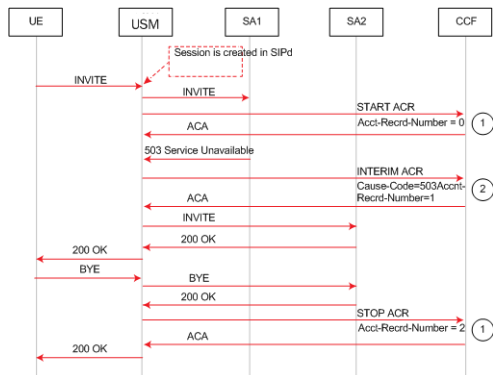 UE
USM
SA1
SA2
CCF
Session is created in SIPd
INVITE
INVITE
START ACR
Acct-Recrd-Number = 0
1
ACA
503 Service Unavailable
INTERIM ACR
Cause-Code=503Accnt-
Recrd-Number=1
2
ACA
INVITE
200 OK
200 OK
BYE
BYE
200 OK
STOP ACR
Acct-Recrd-Number = 2
1
ACA
200 OK